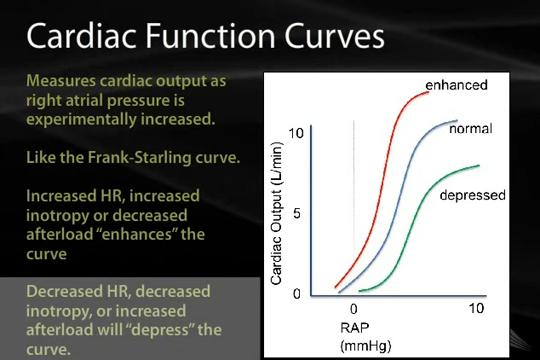 Cardiac Function Curves
Measures cardiac output as
right atrial pressure is
experimentally increased.
Like the Frank-Starling curve.
Increased HR, increased
inotropy or decreased
afterload “enhances” the
curve
Decreased HR, decreased
inotropy, or increased
afterload will “depress” the
curve.
enhanced
normal
depressed
Cardiac Output (L/min)
10
5
0
0
10
RAP
(mmHg)